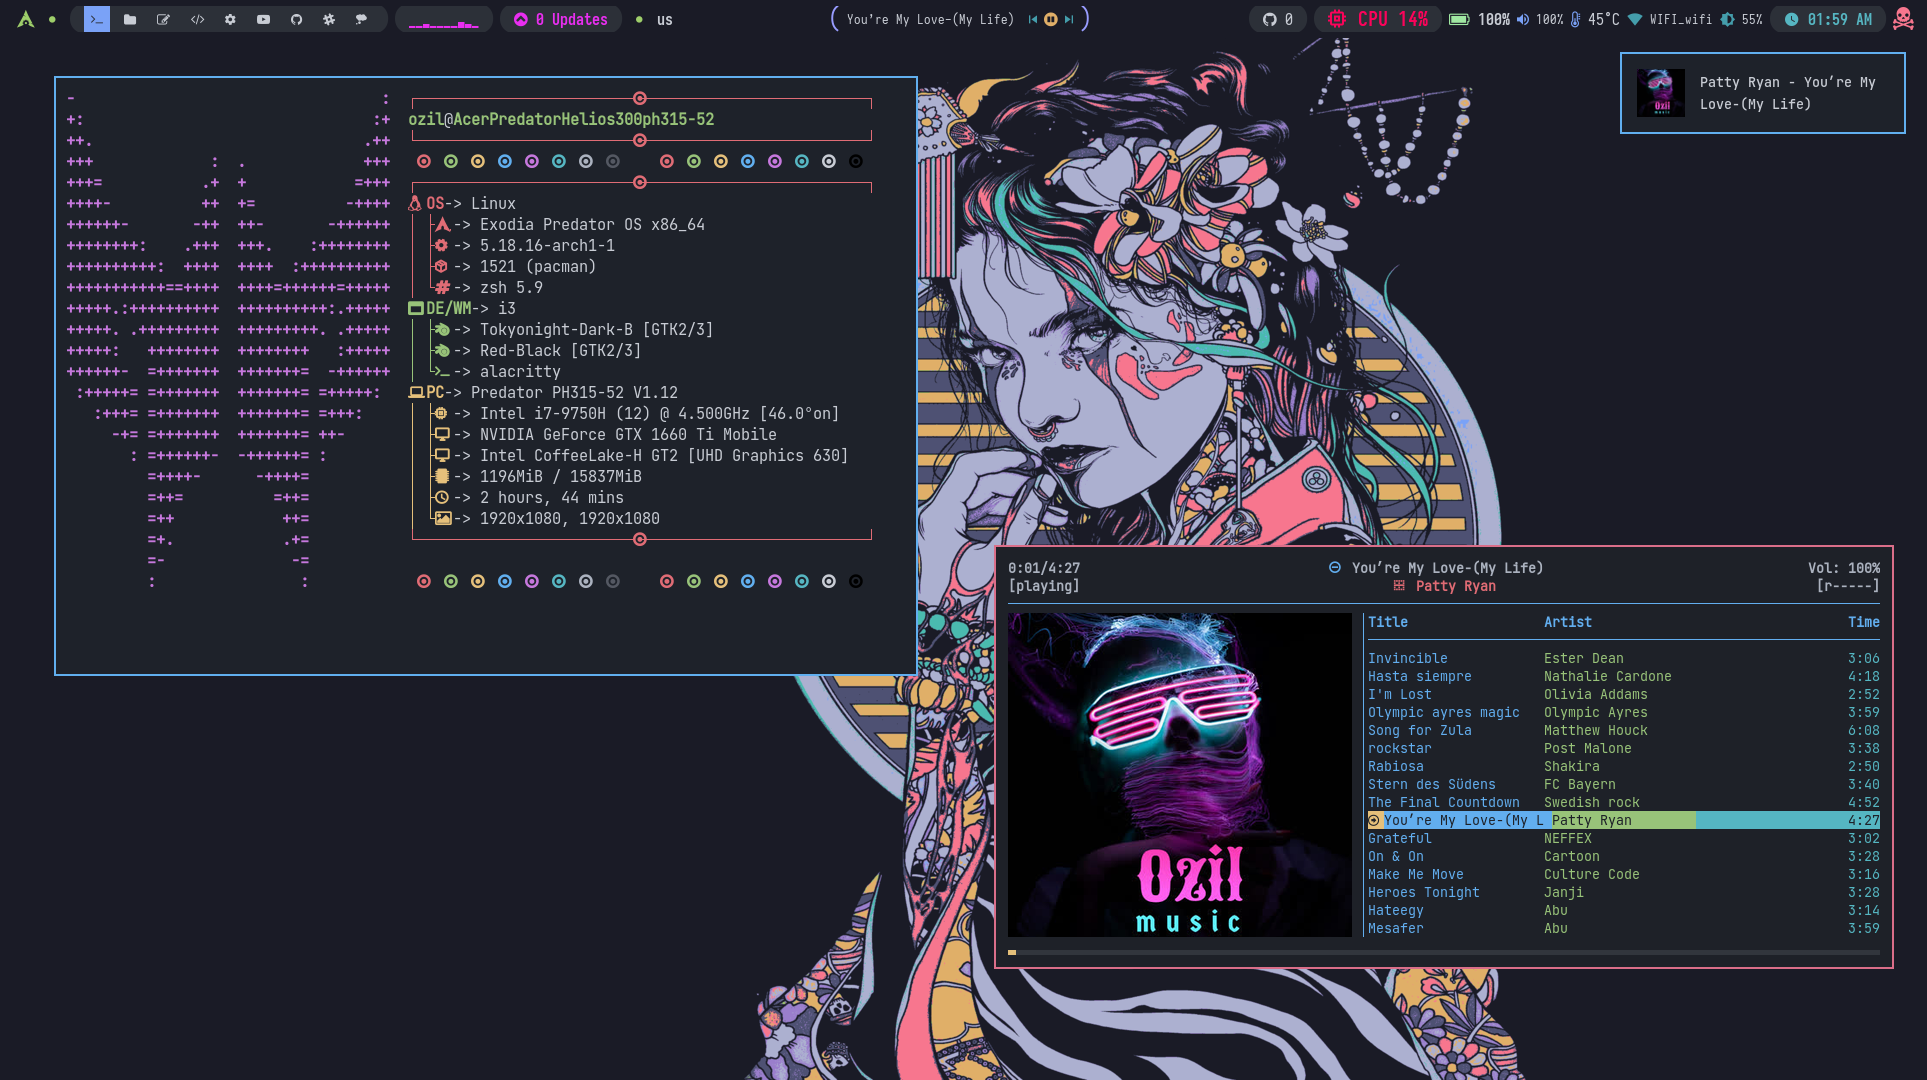 0 Updates
us
You’re My Love-(My Life)
0
CPU 14%
100%
100%
45°C
WIFI_wifi
55%
01:59 AM
Patty Ryan - You’re My
Love-(My Life)
ozil@AcerPredatorHelios300ph315-52
OS-> Linux
-> Exodia Predator OS x86_64
-> 5.18.16-arch1-1
-> 1521 (pacman)
-> zsh 5.9
DE/WM-> i3
-> Tokyonight-Dark-B [GTK2/3]
-> Red-Black [GTK2/3]
-> alacritty
PC-> Predator PH315-52 V1.12
-> Intel i7-9750H (12) @ 4.500GHz [46.0°on]
-> NVIDIA GeForce GTX 1660 Ti Mobile
-> Intel CoffeeLake-H GT2 [UHD Graphics 630]
-> 1196MiB / 15837MiB
-> 2 hours, 44 mins
-> 1920x1080, 1920x1080
0:01/4:27 You’re My Love-(My Life) Vol: 100%
[playing] Patty Ryan [r-----]
Ozil
music
Title Artist Time
Invincible Ester Dean 3:06
Hasta siempre Nathalie Cardone 4:18
I'm Lost Olivia Addams 2:52
Olympic ayres magic Olympic Ayres 3:59
Song for Zula Matthew Houck 6:08
rockstar Post Malone 3:38
Rabiosa Shakira 2:50
Stern des Südens FC Bayern 3:40
The Final Countdown Swedish rock 4:52
You’re My Love-(My L Patty Ryan 4:27
Grateful NEFFEX 3:02
On & On Cartoon 3:28
Make Me Move Culture Code 3:16
Heroes Tonight Janji 3:28
Hateegy Abu 3:14
Mesafer Abu 3:59